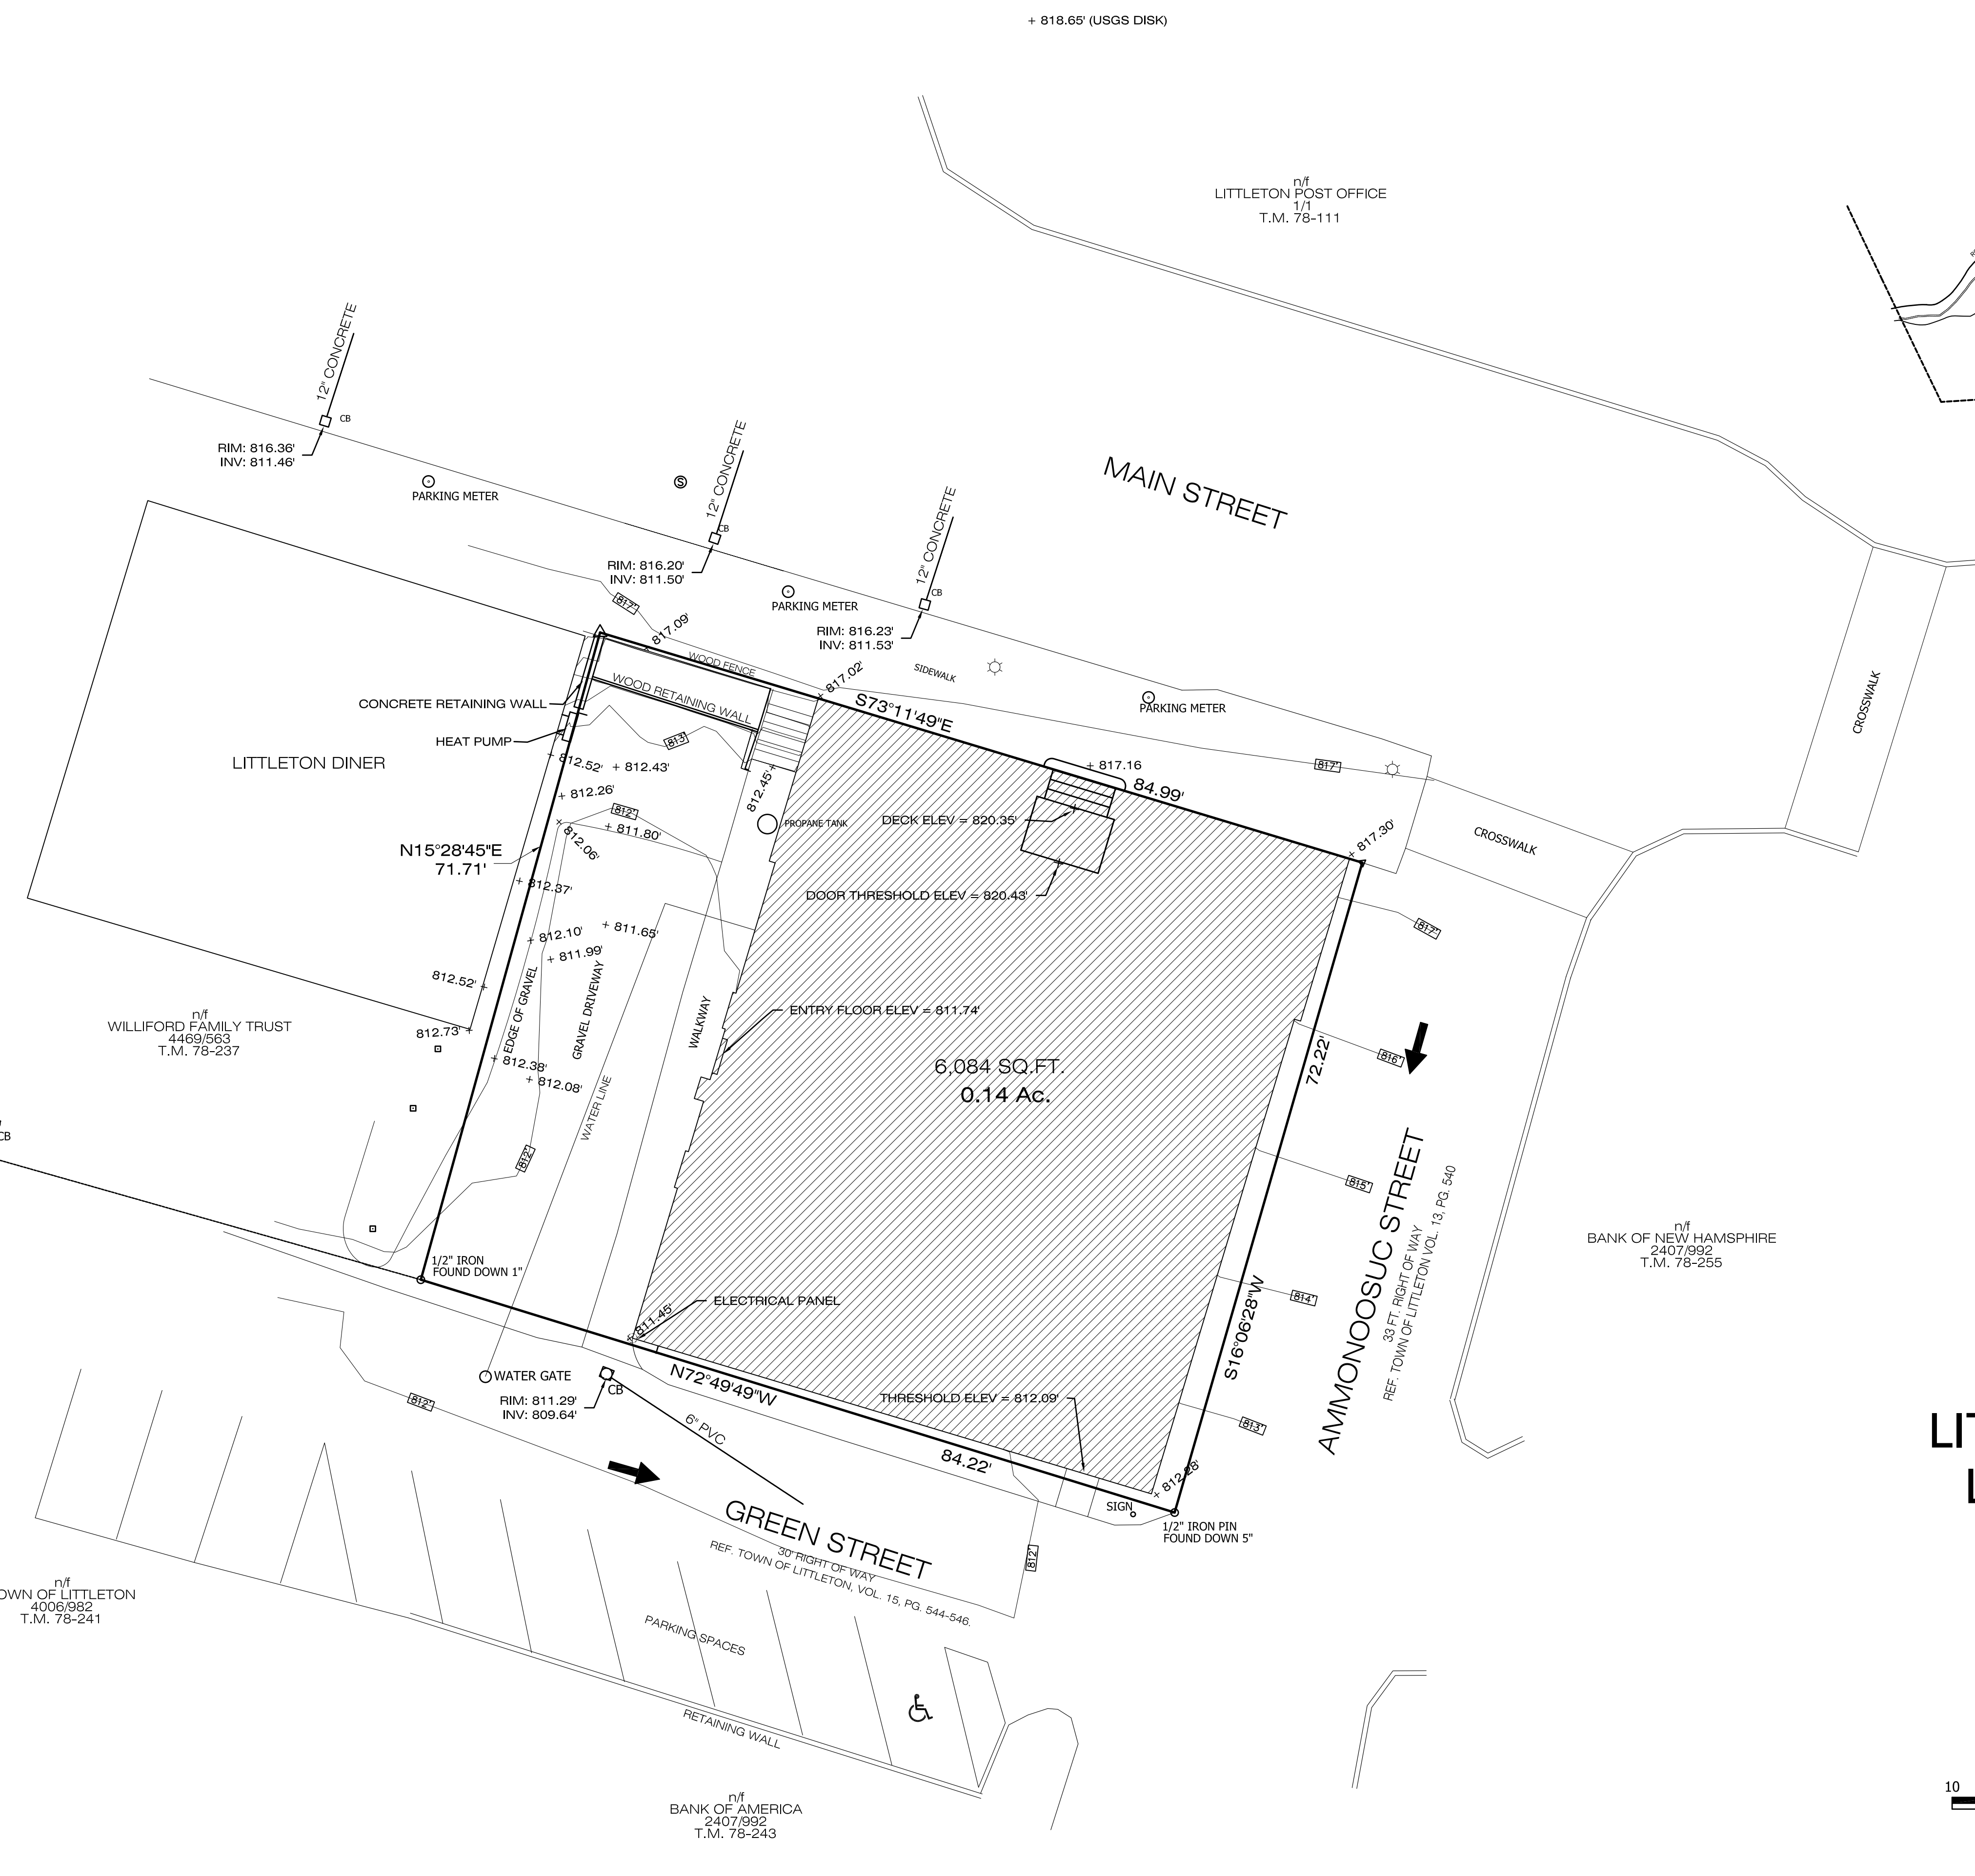 + 818.65' (USGS DISK)
n/f
LITTLETON POST OFFICE
1/1
T.M. 78-111
12" CONCRETE
CB
RIM: 816.36'
INV: 811.46'
PARKING METER
S
12" CONCRETE
CB
RIM: 816.20'
INV: 811.50'
12" CONCRETE
CB
PARKING METER
RIM: 816.23'
INV: 811.53'
MAIN STREET
817'
817.09'
WOOD FENCE
817.02'
SIDEWALK
CONCRETE RETAINING WALL
WOOD RETAINING WALL
S73°11'49"E
PARKING METER
CROSSWALK
HEAT PUMP
813'
LITTLETON DINER
+ 812.52'
+ 812.43'
+ 817.16
817'
84.99'
+ 812.26'
812'
812.45'
PROPANE TANK
DECK ELEV = 820.35'
817.30'
CROSSWALK
+ 811.80'
812.06'
N15°28'45"E
71.71'
+ 812.37'
DOOR THRESHOLD ELEV = 820.43'
817'
+ 812.10'
+ 811.65'
+ 811.99'
812.52' +
EDGE OF GRAVEL
GRAVEL DRIVEWAY
WALKWAY
ENTRY FLOOR ELEV = 811.74'
n/f
WILLIFORD FAMILY TRUST
4469/563
T.M. 78-237
812.73' +
+ 812.38'
+ 812.08'
6,084 SQ.FT.
0.14 Ac.
72.22'
816'
WATER LINE
CB
812'
815'
AMMONOOSUC STREET
33 FT. RIGHT OF WAY
REF. TOWN OF LITTLETON VOL. 13, PG. 540
n/f
BANK OF NEW HAMSPHIRE
2407/992
T.M. 78-255
1/2" IRON
FOUND DOWN 1"
814'
S16°06'28"W
811.45'
ELECTRICAL PANEL
WATER GATE
CB
RIM: 811.29'
INV: 809.64'
N72°49'49"W
THRESHOLD ELEV = 812.09'
812'
813'
6" PVC
84.22'
812.28'
SIGN
1/2" IRON PIN
FOUND DOWN 5"
GREEN STREET
30' RIGHT OF WAY
REF. TOWN OF LITTLETON, VOL. 15, PG. 544-546.
812'
n/f
OWN OF LITTLETON
4006/982
T.M. 78-241
PARKING SPACES
RETAINING WALL
n/f
BANK OF AMERICA
2407/992
T.M. 78-243
LIT
L
10